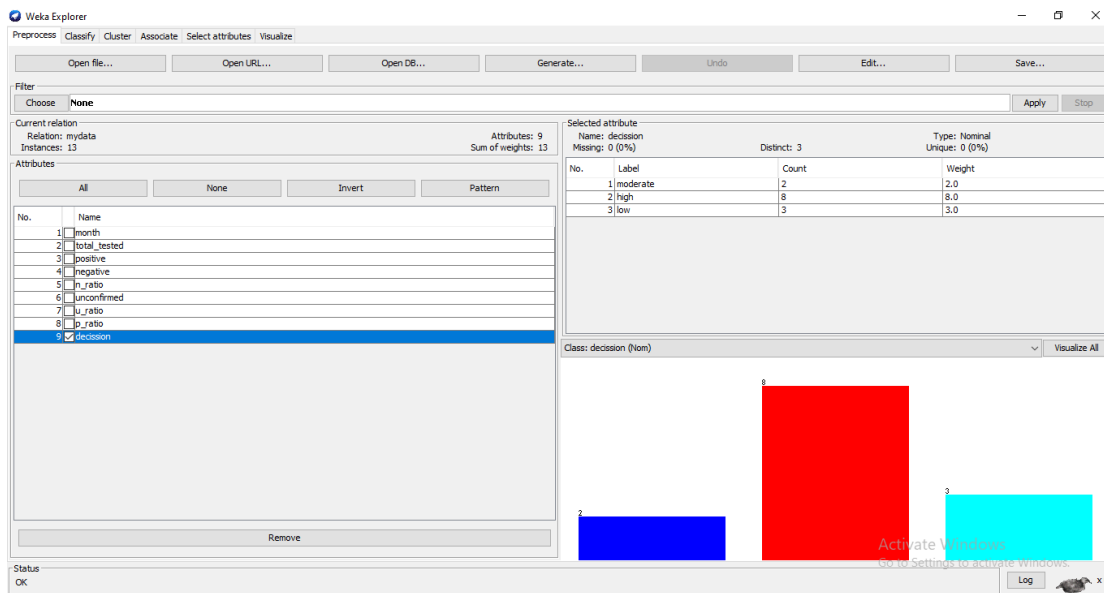 Weka Explorer
Preprocess Classify Cluster Associate Select attributes Visualize
Open file... Open URL... Open DB... Generate... Undo Edit... Save...
Filter
Choose None Apply Stop
Current relation
Relation: mydata Attributes: 9
Instances: 13 Sum of weights: 13
Attributes
All None Invert Pattern
No. Name
1 month
2 total_tested
3 positive
4 negative
5 n_ratio
6 unconfirmed
7 u_ratio
8 p_ratio
9 decission
Remove
Selected attribute
Name: decission Type: Nominal
Missing: 0 (0%) Distinct: 3 Unique: 0 (0%)
No. Label Count Weight
1 moderate 2 2.0
2 high 8 8.0
3 low 3 3.0
Class: decission (Nom) Visualize All
8
3
2
Activate Windows
Go to Settings to activate Windows.
Status
OK
Log x